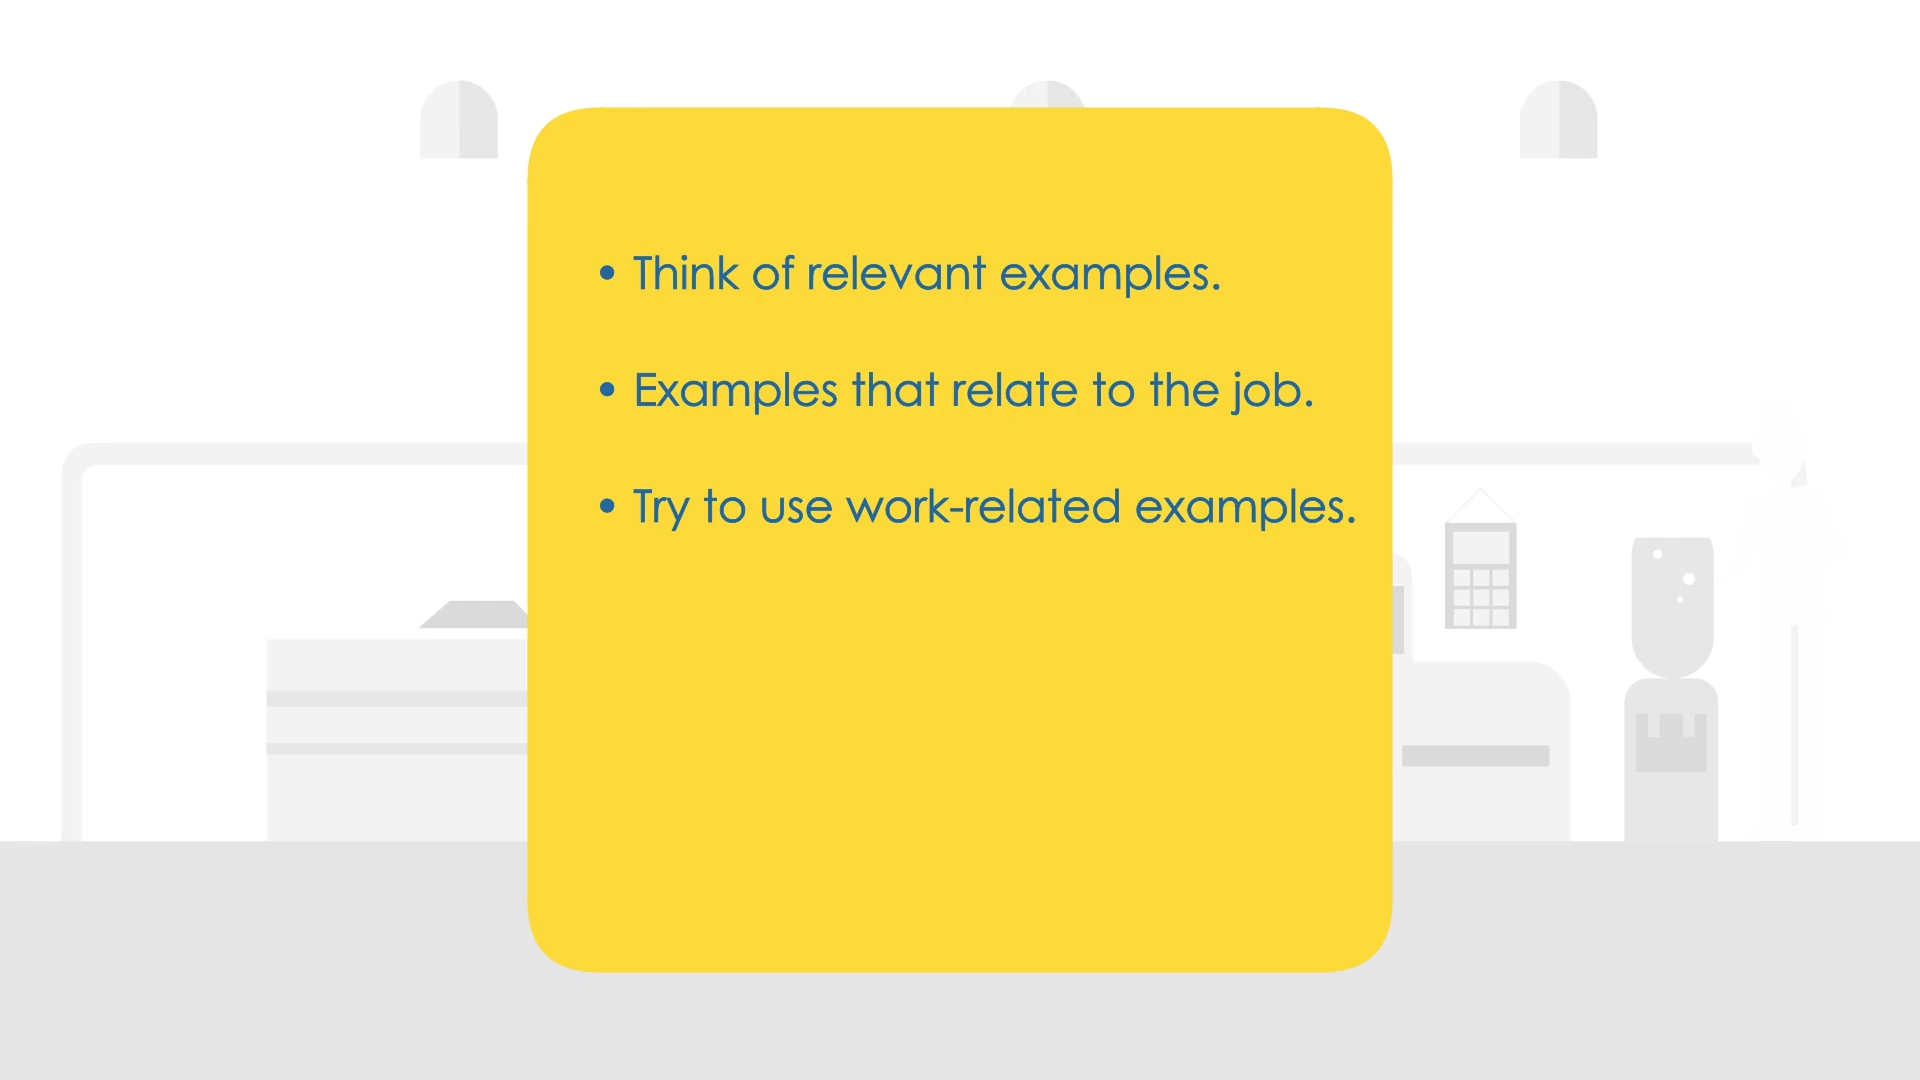 • Think of relevant examples.
• Examples that relate to the job.
• Try to use work-related examples.